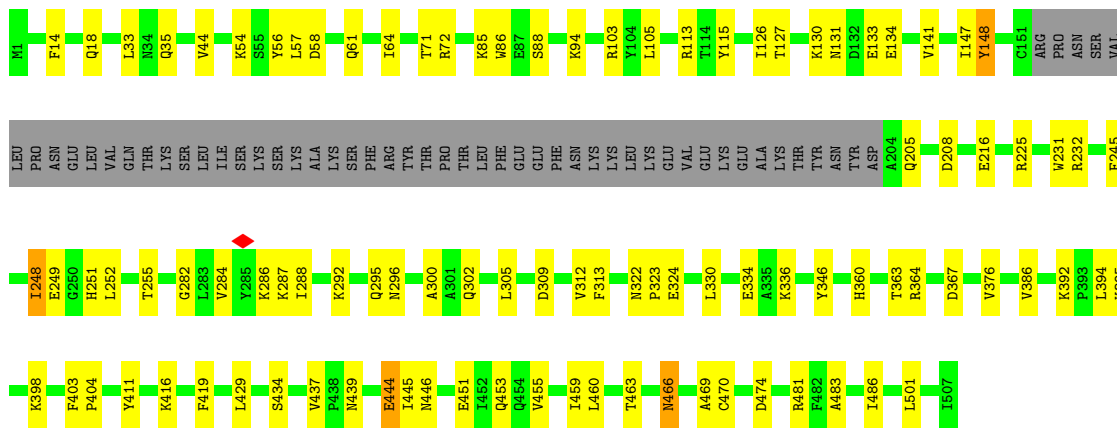 M1 F14 Q18 L33 N34 Q35 V44 K54 S55 Y56 L57 D58 Q61 I64 T71 R72 K85 W86 E87 S88 K94 R103 Y104 L105 R113 T114 Y115 I126 T127 K130 N131 D132 E133 E134 V141 I147 Y148 C151 ARG PRO ASN SER VAL
LEU PRO ASN GLU LEU VAL GLN THR LYS SER LEU ILE SER LYS SER LYS ALA LYS SER PHE ARG TYR THR PRO THR LEU PHE GLU GLU PHE ASN LYS LYS LEU LYS GLU VAL GLU LYS GLU ALA LYS THR TYR ASN TYR ASP A204 Q205 D208 E216 R225 W231 R232
I248 E249 G250 H251 L252 T255 G282 L283 V284 Y285 K286 K287 I288 K292 Q295 N296 A300 A301 Q302 L305 D309 V312 F313 N322 P323 E324 L330 E334 A335 K336 Y346 H360 T363 R364 D367 V376 V386 K392 P393 L394
K398 F403 P404 Y411 K416 F419 L429 S434 V437 P438 N439 E444 I445 N446 E451 I452 Q453 Q454 V455 I459 L460 T463 N466 A469 C470 D474 R481 F482 A483 I486 L501 I507